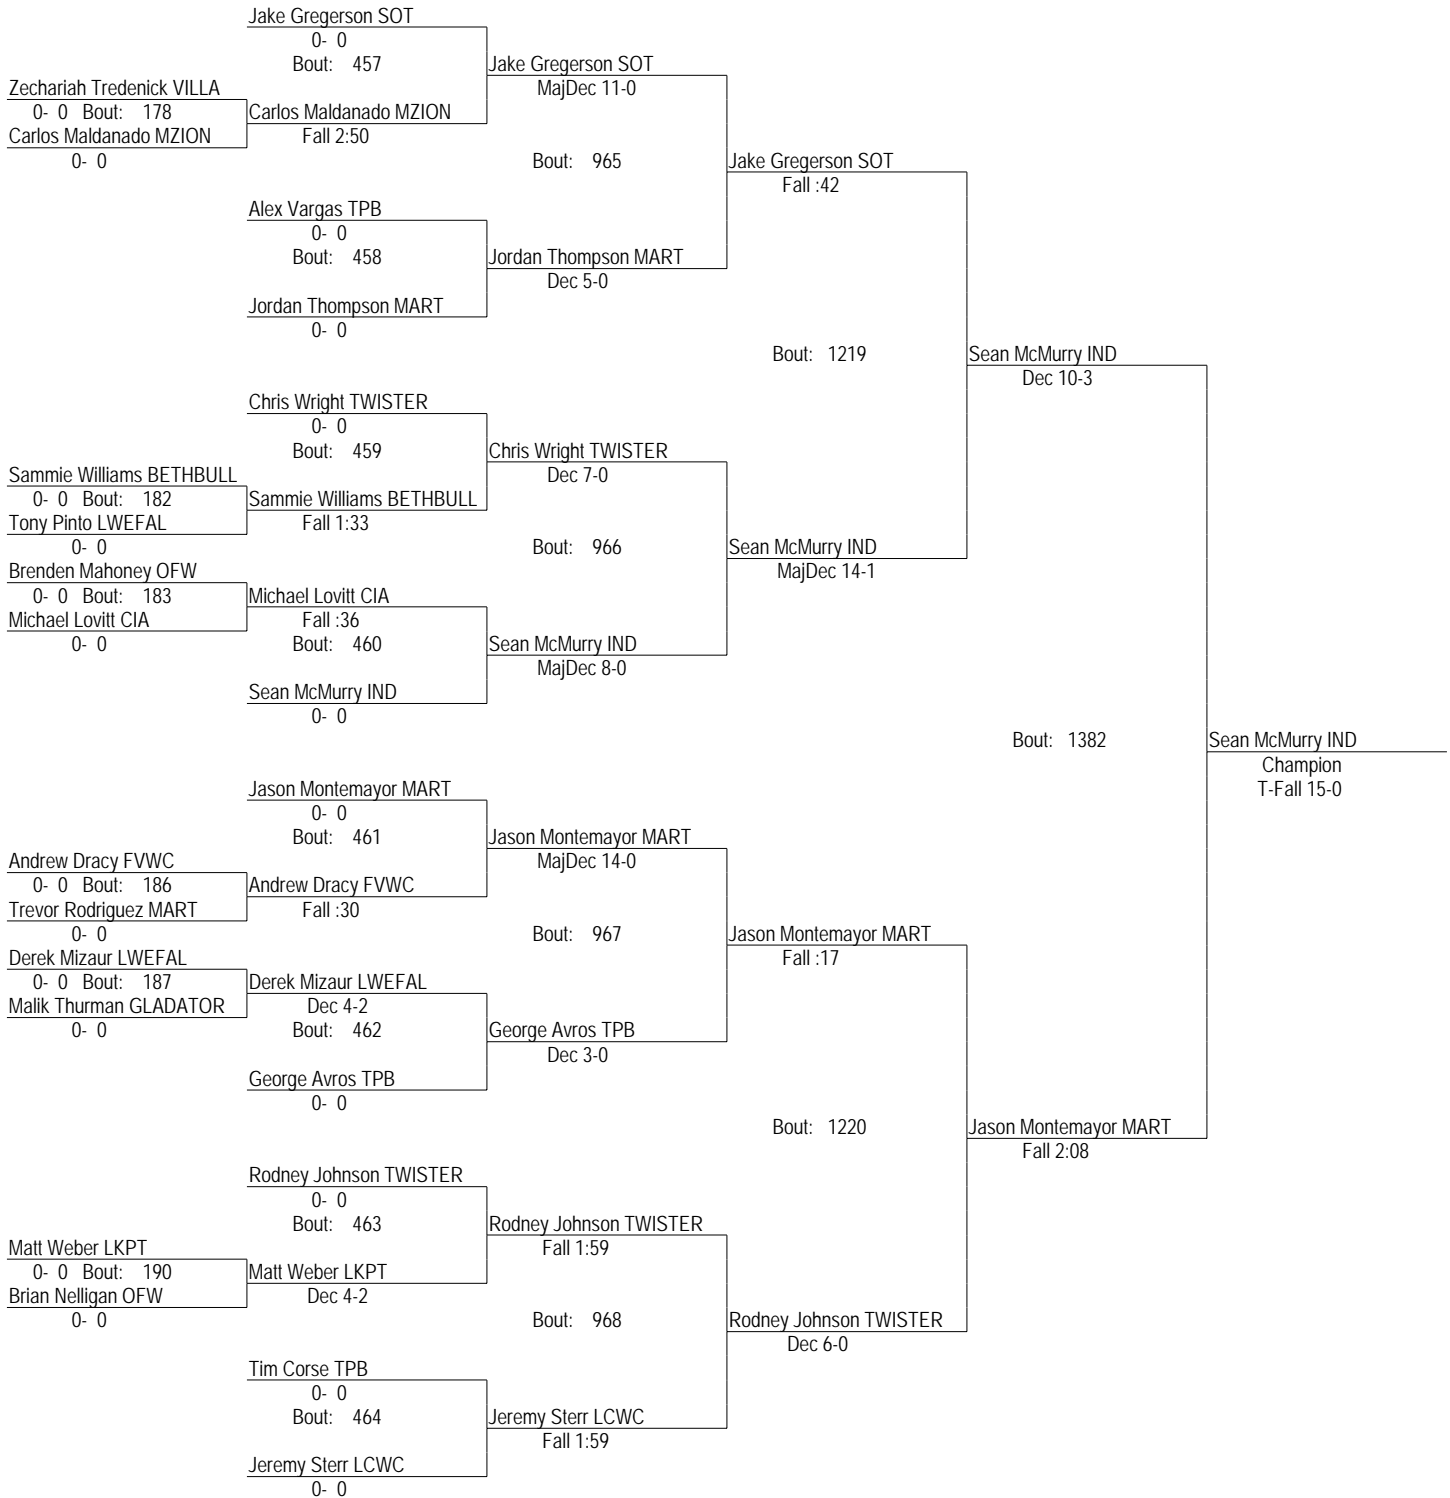 Jake Gregerson SOT
0- 0
Bout: 457
Jake Gregerson SOT
MajDec 11-0
Zechariah Tredenick VILLA
0- 0 Bout: 178
Carlos Maldanado MZION
Carlos Maldanado MZION
Fall 2:50
0- 0
Bout: 965
Jake Gregerson SOT
Fall :42
Alex Vargas TPB
0- 0
Bout: 458
Jordan Thompson MART
Dec 5-0
Jordan Thompson MART
0- 0
Bout: 1219
Sean McMurry IND
Dec 10-3
Chris Wright TWISTER
0- 0
Bout: 459
Chris Wright TWISTER
Dec 7-0
Sammie Williams BETHBULL
0- 0 Bout: 182
Sammie Williams BETHBULL
Tony Pinto LWEFAL
Fall 1:33
0- 0
Bout: 966
Sean McMurry IND
MajDec 14-1
Brenden Mahoney OFW
0- 0 Bout: 183
Michael Lovitt CIA
Michael Lovitt CIA
Fall :36
0- 0
Bout: 460
Sean McMurry IND
MajDec 8-0
Sean McMurry IND
0- 0
Bout: 1382
Sean McMurry IND
Champion
T-Fall 15-0
Jason Montemayor MART
0- 0
Bout: 461
Jason Montemayor MART
MajDec 14-0
Andrew Dracy FVWC
0- 0 Bout: 186
Andrew Dracy FVWC
Trevor Rodriguez MART
Fall :30
0- 0
Bout: 967
Jason Montemayor MART
Fall :17
Derek Mizaur LWEFAL
0- 0 Bout: 187
Derek Mizaur LWEFAL
Malik Thurman GLADATOR
Dec 4-2
0- 0
Bout: 462
George Avros TPB
Dec 3-0
George Avros TPB
0- 0
Bout: 1220
Jason Montemayor MART
Fall 2:08
Rodney Johnson TWISTER
0- 0
Bout: 463
Rodney Johnson TWISTER
Fall 1:59
Matt Weber LKPT
0- 0 Bout: 190
Matt Weber LKPT
Brian Nelligan OFW
Dec 4-2
0- 0
Bout: 968
Rodney Johnson TWISTER
Dec 6-0
Tim Corse TPB
0- 0
Bout: 464
Jeremy Sterr LCWC
Fall 1:59
Jeremy Sterr LCWC
0- 0